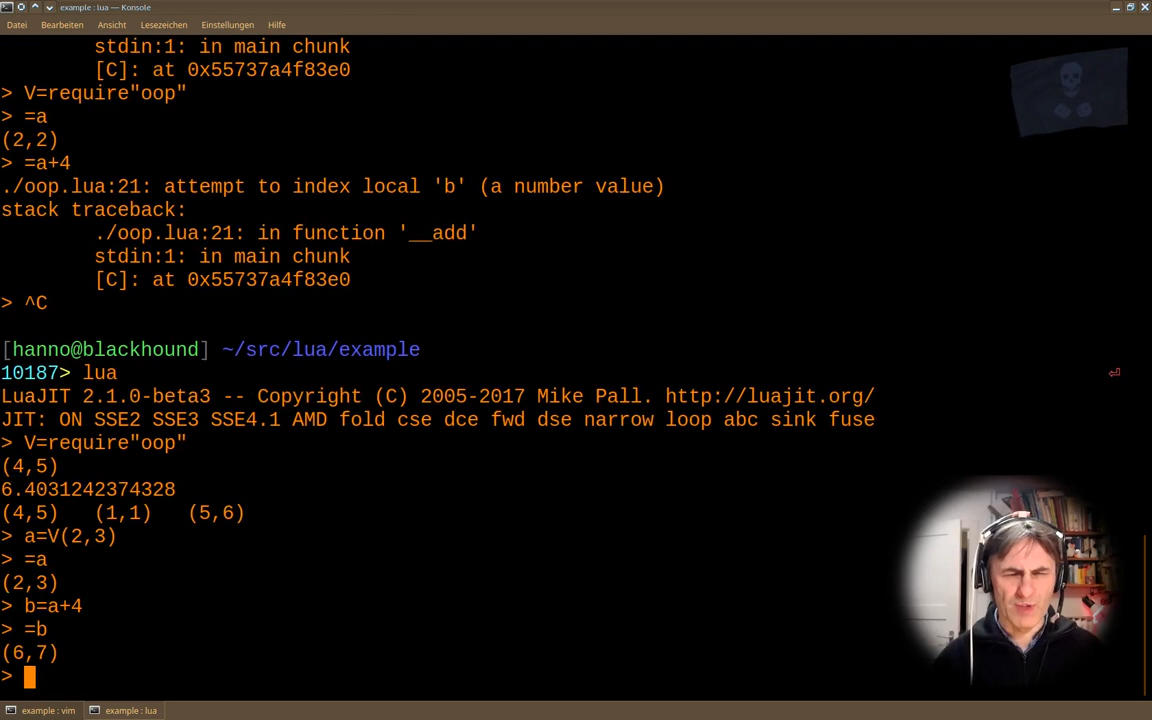 example : lua — Konsole
Datei Bearbeiten Ansicht Lesezeichen Einstellungen Hilfe
stdin:1: in main chunk
[C]: at 0x55737a4f83e0
> V=require"oop"
> =a
(2,2)
> =a+4
./oop.lua:21: attempt to index local 'b' (a number value)
stack traceback:
./oop.lua:21: in function '__add'
stdin:1: in main chunk
[C]: at 0x55737a4f83e0
> ^C
[hanno@blackhound] ~/src/lua/example
10187> lua
LuaJIT 2.1.0-beta3 -- Copyright (C) 2005-2017 Mike Pall. http://luajit.org/
JIT: ON SSE2 SSE3 SSE4.1 AMD fold cse dce fwd dse narrow loop abc sink fuse
> V=require"oop"
(4,5)
6.4031242374328
(4,5) (1,1) (5,6)
> a=V(2,3)
> =a
(2,3)
> b=a+4
> =b
(6,7)
>
example : vim example : lua